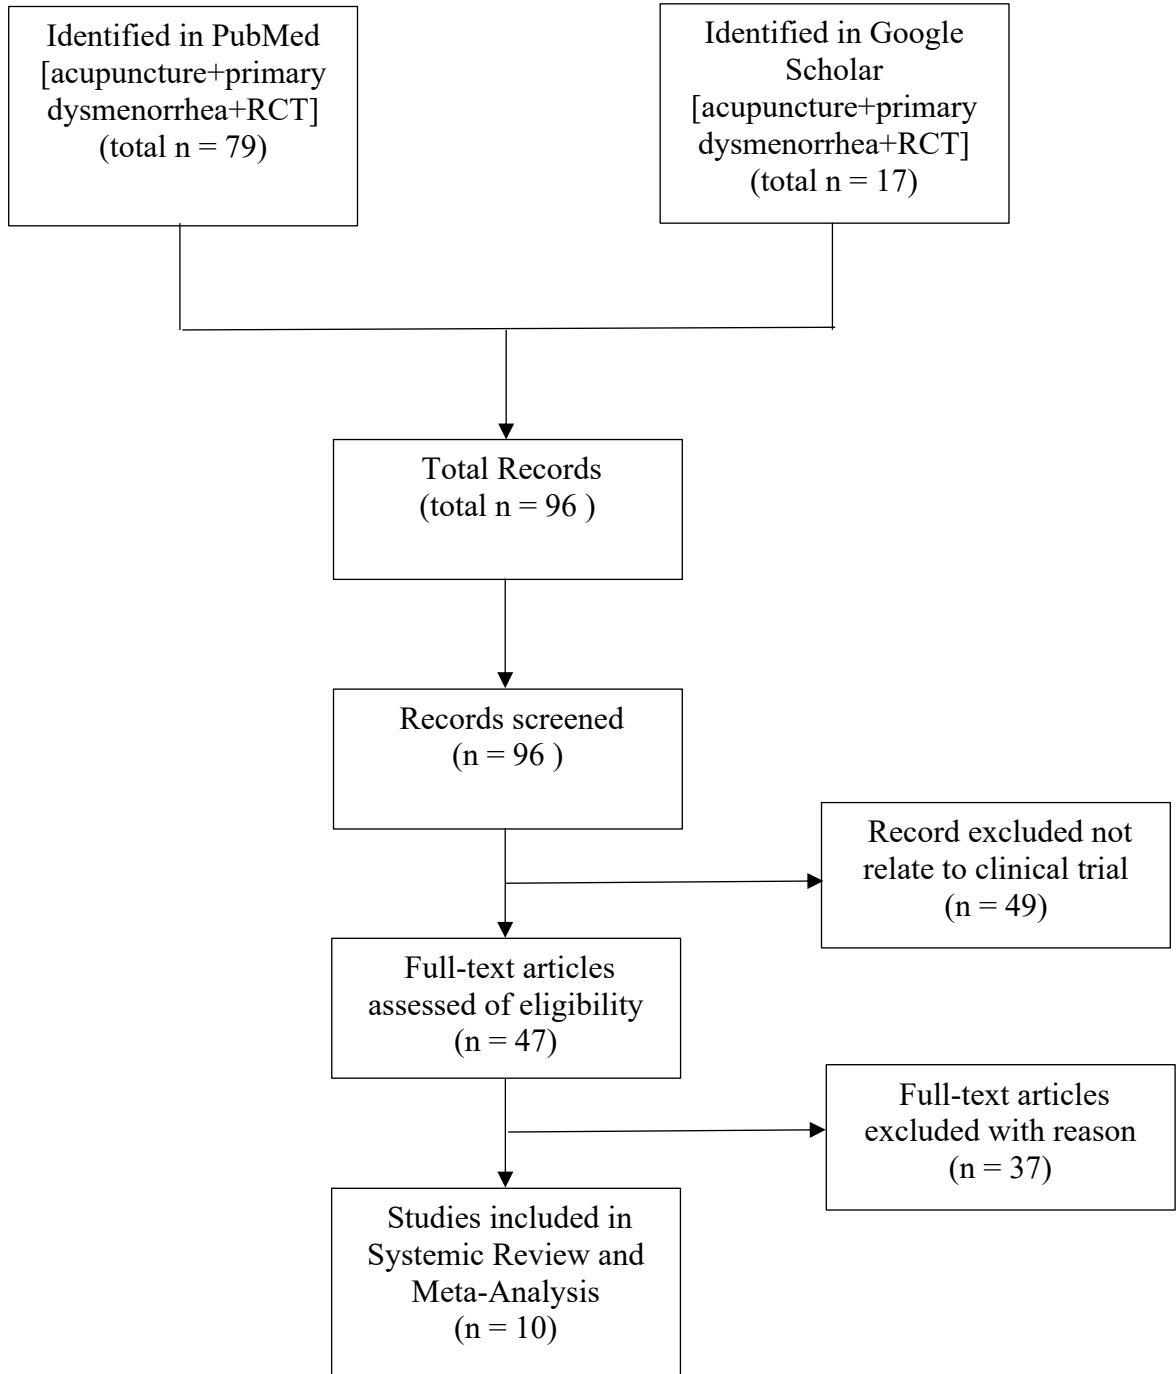 Identified in PubMed
[acupuncture+primary
dysmenorrhea+RCT]
(total n = 79)
Identified in Google
Scholar
[acupuncture+primary
dysmenorrhea+RCT]
(total n = 17)
Total Records
(total n = 96 )
Records screened
(n = 96 )
Record excluded not
relate to clinical trial
(n = 49)
Full-text articles
assessed of eligibility
(n = 47)
Full-text articles
excluded with reason
(n = 37)
Studies included in
Systemic Review and
Meta-Analysis
(n = 10)